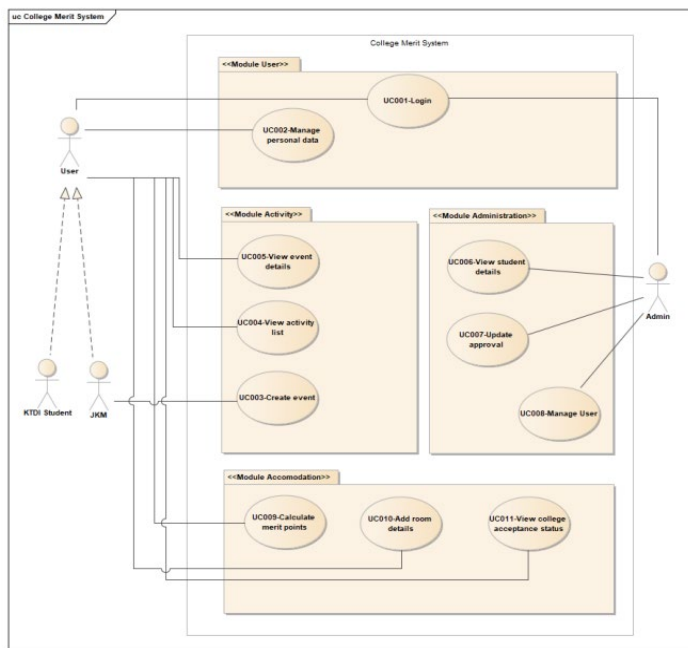 uc College Merit System
College Merit System
<<Module User>>
UC001-Login
UC002-Manage
personal data
User
<<Module Activity>>
<<Module Administration>>
UC005-View event
details
UC006-View student
details
UC004-View activity
list
UC007-Update
approval
Admin
KTDI Student
JKM
UC003-Create event
UC008-Manage User
<<Module Accomodation>>
UC009-Calculate
merit points
UC010-Add room
details
UC011-View college
acceptance status